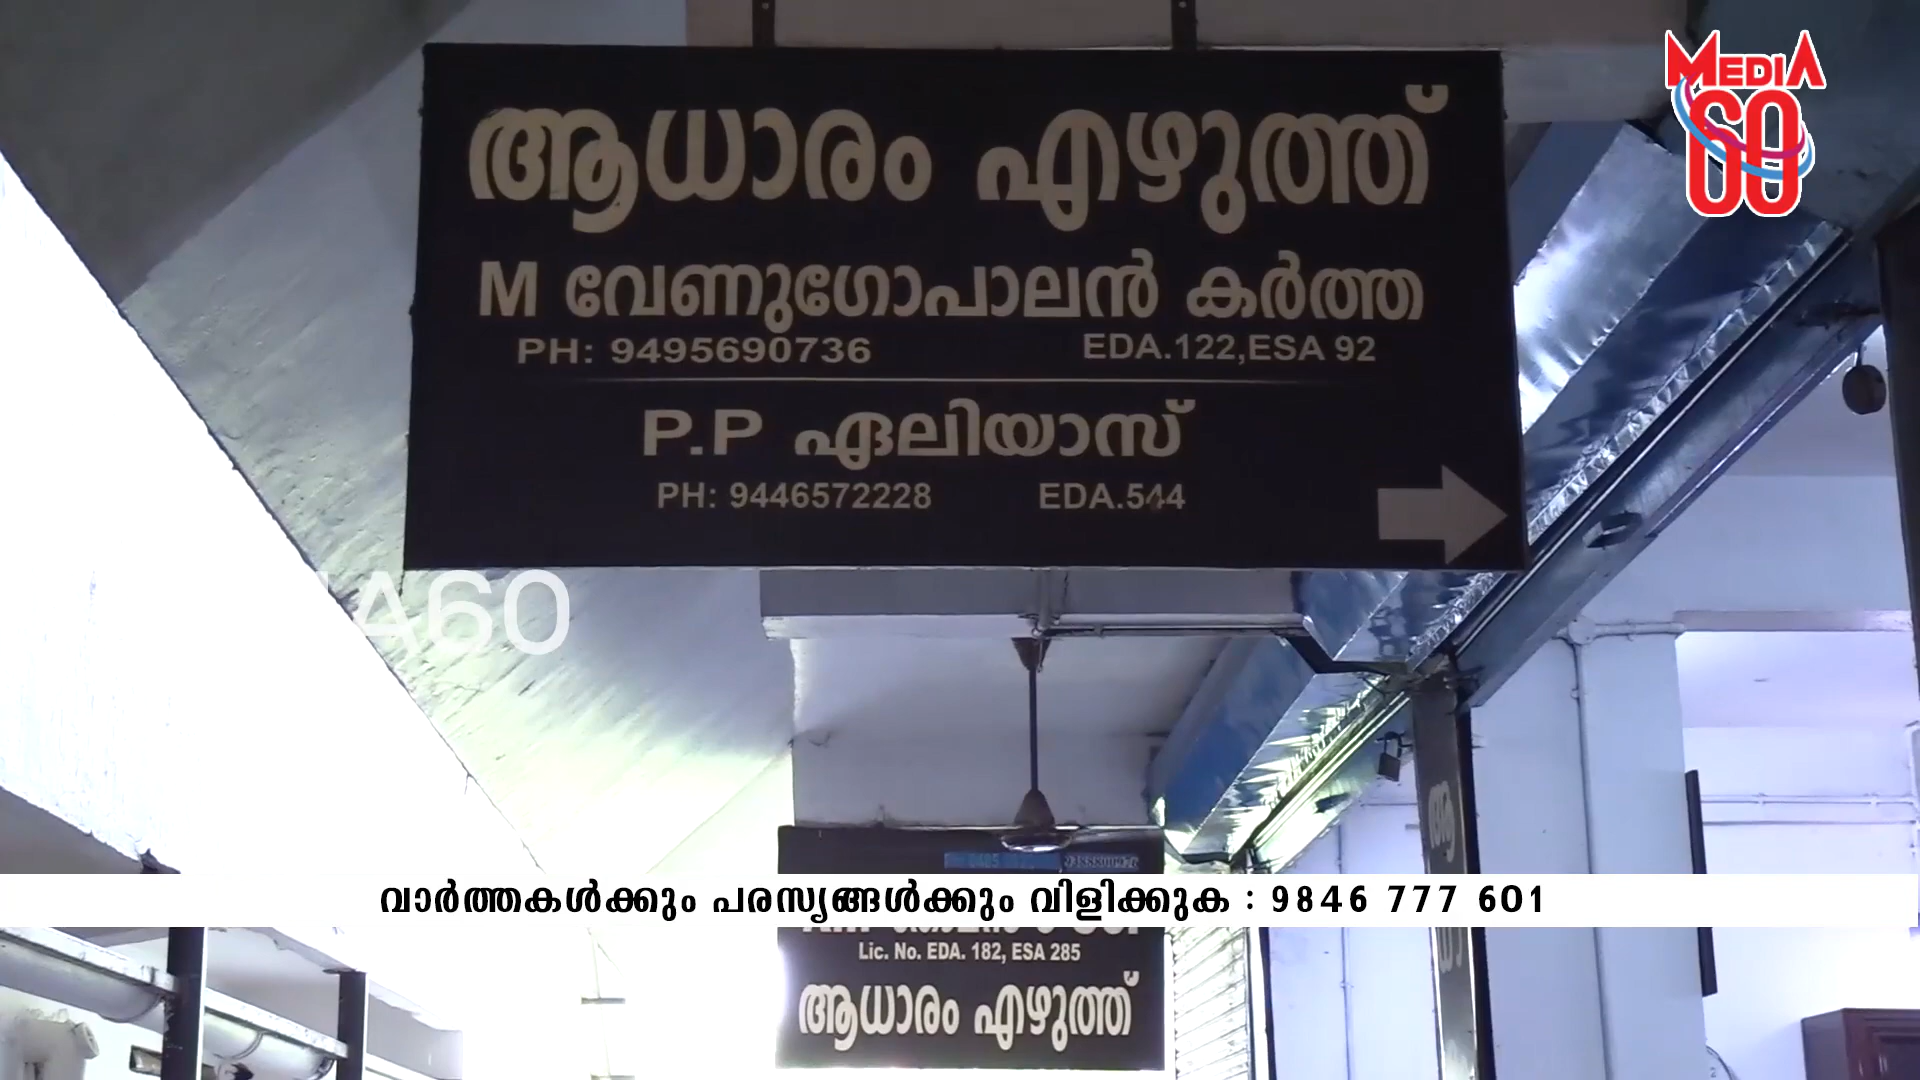 MEDIA
60
ആധാരം എഴുത്ത്
M വേണുഗോപാലൻ കർത്ത
PH: 9495690736 EDA.122,ESA 92
P.P ഏലിയാസ്
PH: 9446572228 EDA.544
IA60
വാർത്തകൾക്കും പരസ്യങ്ങൾക്കും വിളിക്കുക : 9846 777 601
Lic. No. EDA. 182, ESA 285
ആധാരം എഴുത്ത്